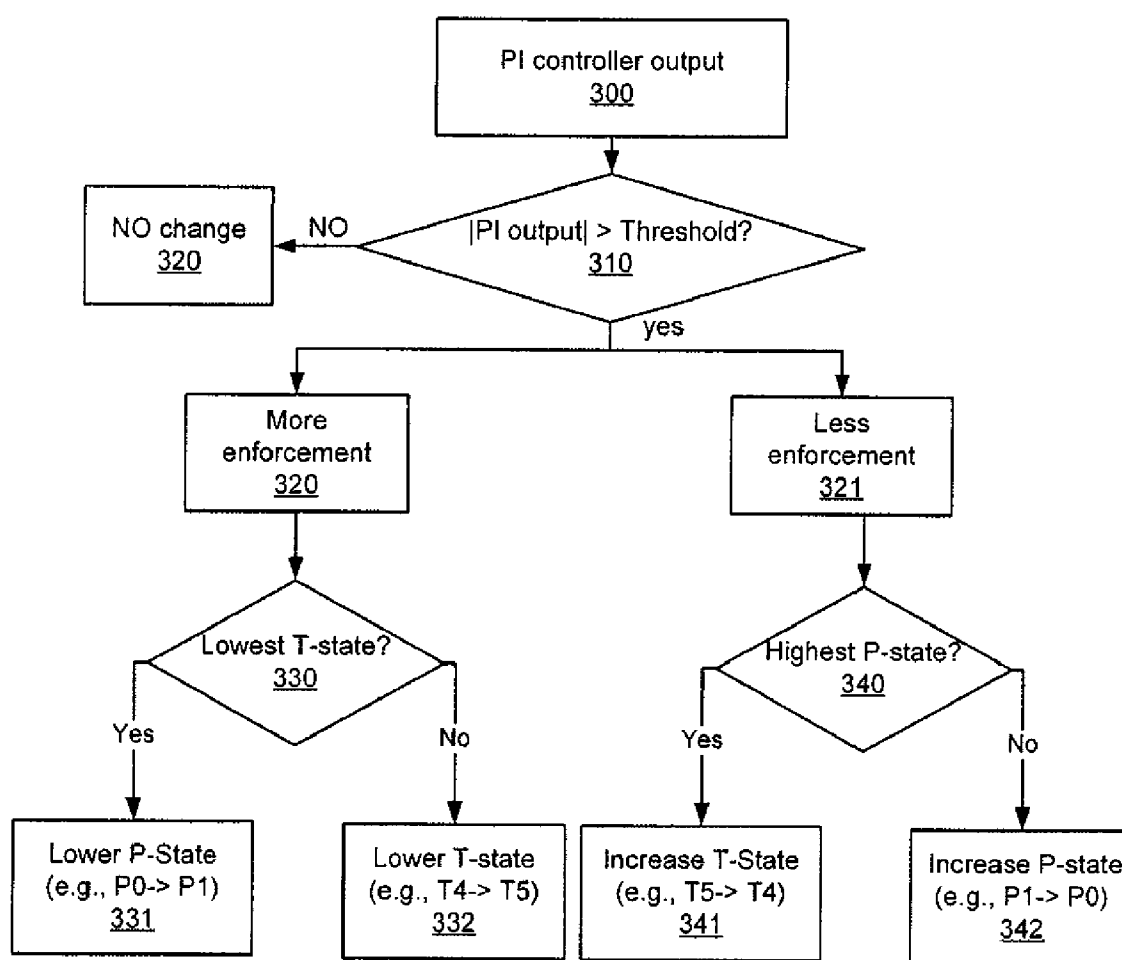 PI controller output
300
|PI output| > Threshold?
310
NO
NO change
320
yes
More
enforcement
320
Less
enforcement
321
Lowest T-state?
330
Highest P-state?
340
Yes
No
Yes
No
Lower P-State
(e.g., P0-> P1)
331
Lower T-state
(e.g., T4-> T5)
332
Increase T-State
(e.g., T5-> T4)
341
Increase P-state
(e.g., P1-> P0)
342